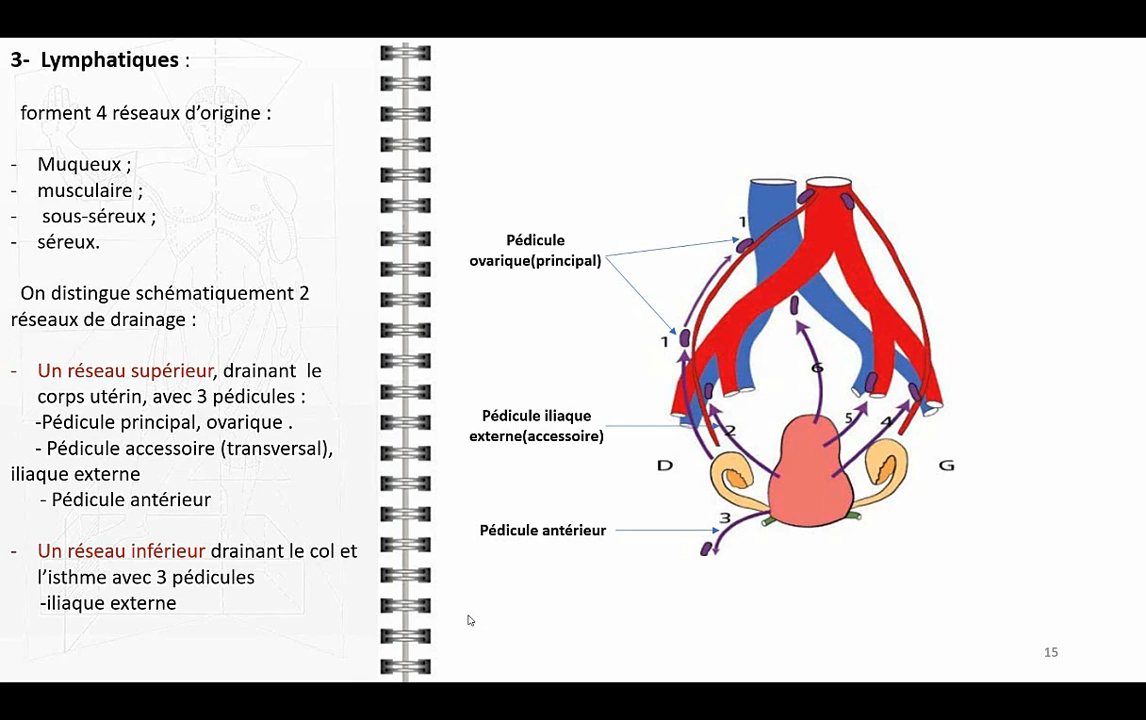 3- Lymphatiques :
forment 4 réseaux d’origine :
- Muqueux ;
- musculaire ;
- sous-séreux ;
- séreux.
On distingue schématiquement 2
réseaux de drainage :
- Un réseau supérieur, drainant le
corps utérin, avec 3 pédicules :
-Pédicule principal, ovarique .
- Pédicule accessoire (transversal),
iliaque externe
- Pédicule antérieur
- Un réseau inférieur drainant le col et
l’isthme avec 3 pédicules
-iliaque externe
Pédicule
ovarique(principal)
Pédicule iliaque
externe(accessoire)
Pédicule antérieur
1
1
6
2
5
4
D
G
3
15